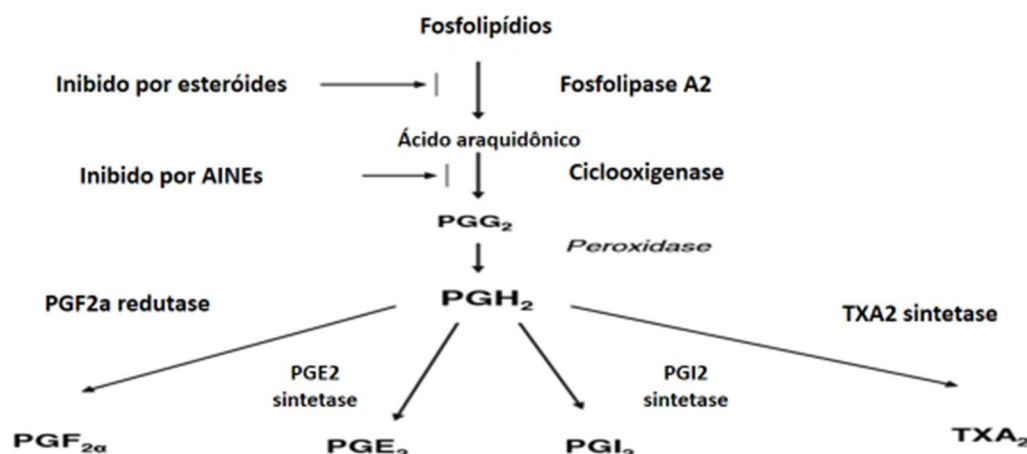 Fosfolipídios
Inibido por esteróides
Fosfolipase A2
Ácido araquidônico
Inibido por AINEs
Ciclooxigenase
PGG₂
Peroxidase
PGF2a redutase
PGH₂
TXA2 sintetase
PGE2
sintetase
PGI2
sintetase
PGF₂α
PGE₂
PGI₂
TXA₂